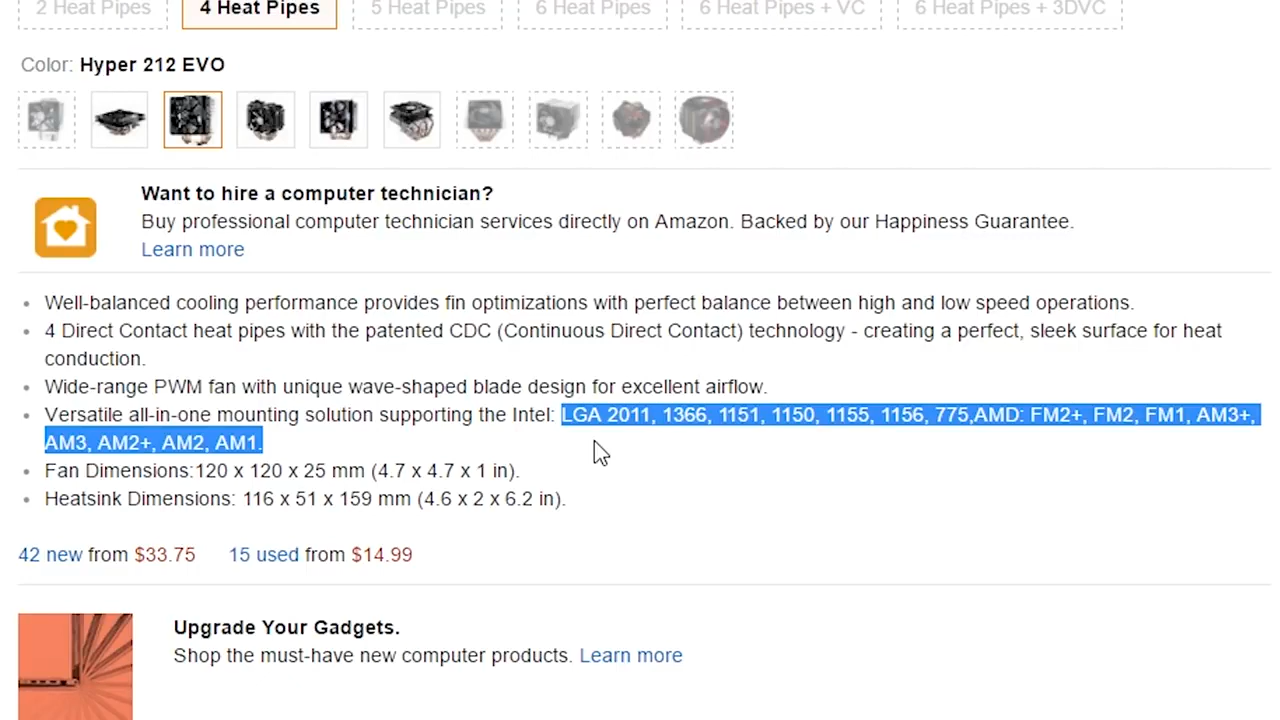 2 Heat Pipes 4 Heat Pipes 5 Heat Pipes 6 Heat Pipes 6 Heat Pipes + VC 6 Heat Pipes + 3DVC
Color: Hyper 212 EVO
Want to hire a computer technician?
Buy professional computer technician services directly on Amazon. Backed by our Happiness Guarantee.
Learn more
Well-balanced cooling performance provides fin optimizations with perfect balance between high and low speed operations.
4 Direct Contact heat pipes with the patented CDC (Continuous Direct Contact) technology - creating a perfect, sleek surface for heat
conduction.
Wide-range PWM fan with unique wave-shaped blade design for excellent airflow.
Versatile all-in-one mounting solution supporting the Intel: LGA 2011, 1366, 1151, 1150, 1155, 1156, 775,AMD: FM2+, FM2, FM1, AM3+,
AM3, AM2+, AM2, AM1.
Fan Dimensions:120 x 120 x 25 mm (4.7 x 4.7 x 1 in).
Heatsink Dimensions: 116 x 51 x 159 mm (4.6 x 2 x 6.2 in).
42 new from $33.75 15 used from $14.99
Upgrade Your Gadgets.
Shop the must-have new computer products. Learn more